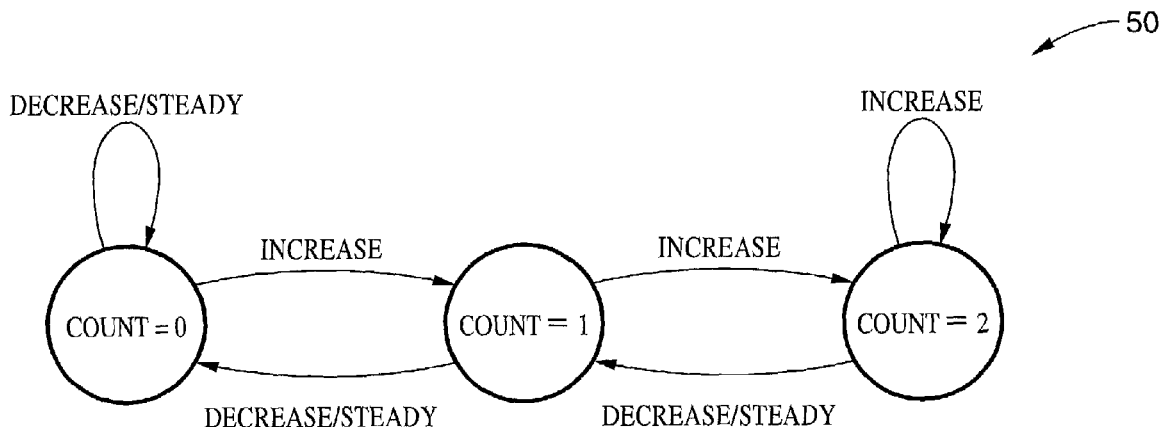 50
DECREASE/STEADY
INCREASE
INCREASE
INCREASE
COUNT = 0
COUNT = 1
COUNT = 2
DECREASE/STEADY
DECREASE/STEADY